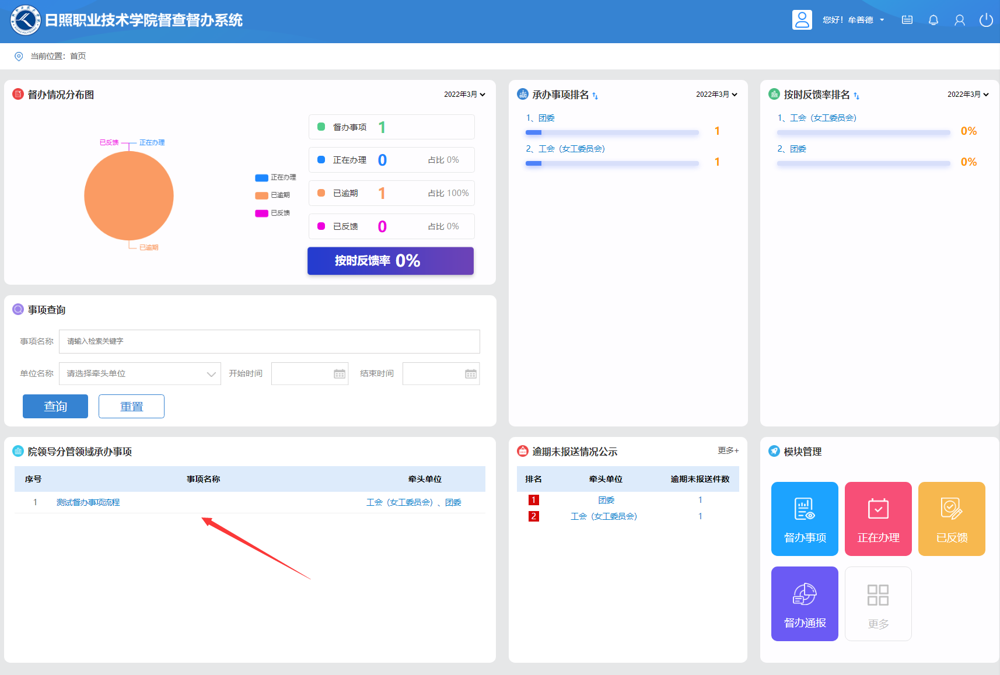 日照职业技术学院督查督办系统
您好！牟善德
当前位置：首页
督办情况分布图
2022年3月
已反馈
正在办理
已逾期
正在办理
已逾期
已反馈
督办事项 1
正在办理 0 占比 0%
已逾期 1 占比 100%
已反馈 0 占比 0%
按时反馈率 0%
承办事项排名
2022年3月
1、团委
1
2、工会（女工委员会）
1
按时反馈率排名
2022年3月
1、工会（女工委员会）
0%
2、团委
0%
事项查询
事项名称 请输入检索关键字
单位名称 请选择牵头单位 开始时间 结束时间
查询 重置
院领导分管领域承办事项
序号 事项名称 牵头单位
1 测试督办事项流程 工会（女工委员会）、团委
逾期未报送情况公示
更多+
排名 牵头单位 逾期未报送件数
1 团委 1
2 工会（女工委员会） 1
模块管理
督办事项
正在办理
已反馈
督办通报
更多